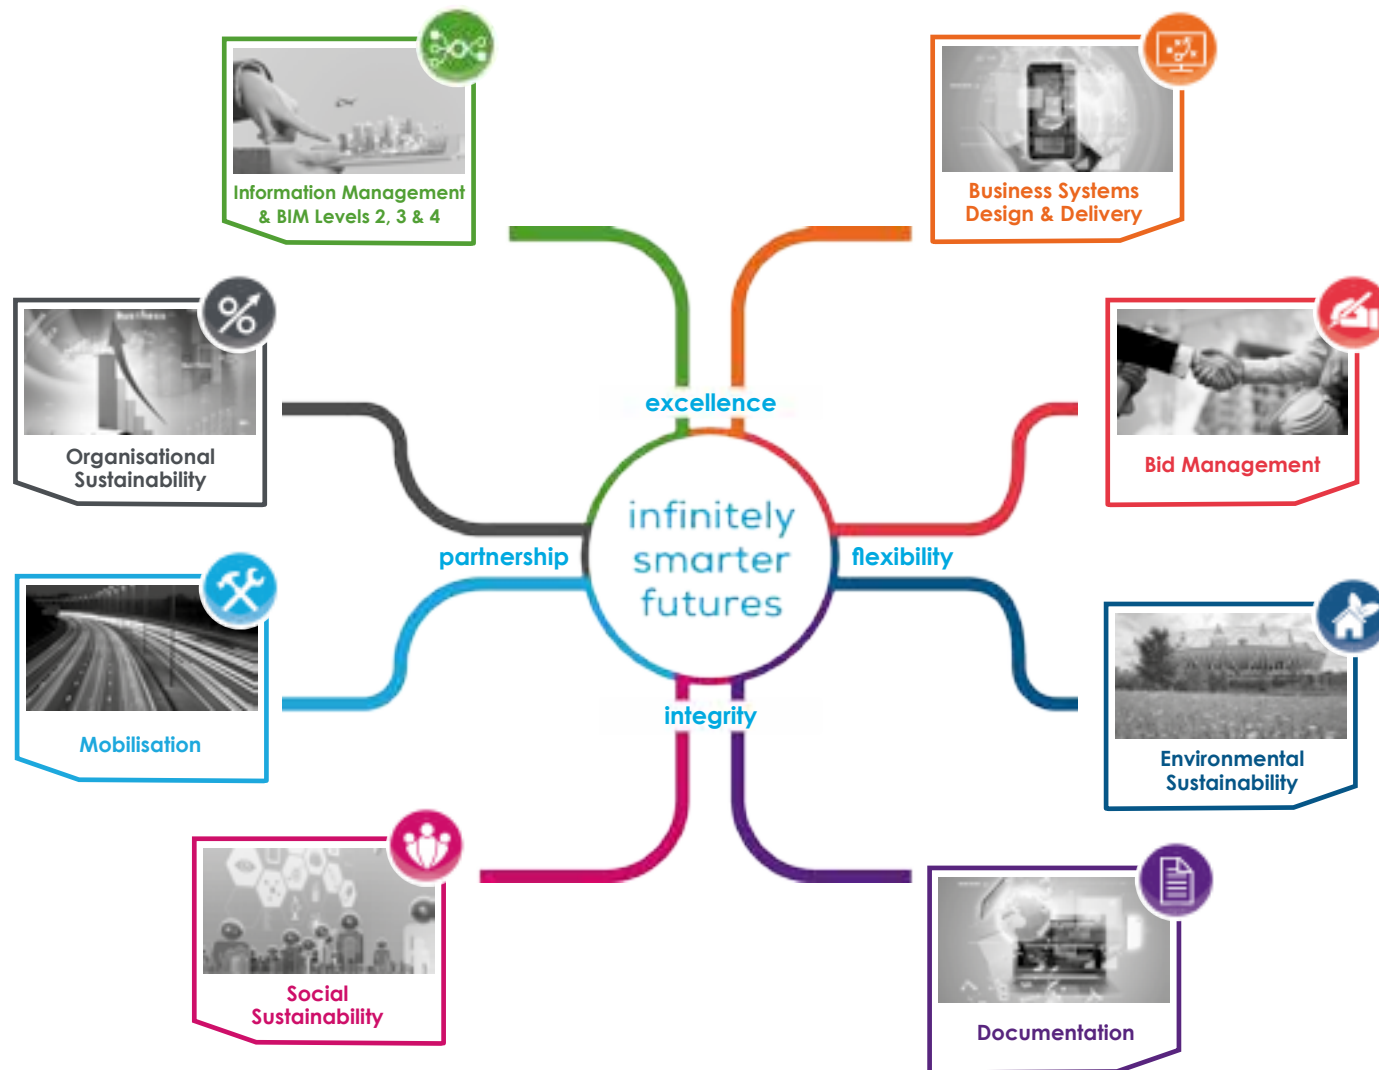 Information Management
& BIM Levels 2, 3 & 4
Business Systems
Design & Delivery
Business
Organisational
Sustainability
excellence
Bid Management
infinitely
smarter
futures
partnership
flexibility
Mobilisation
integrity
Environmental
Sustainability
Social
Sustainability
Documentation